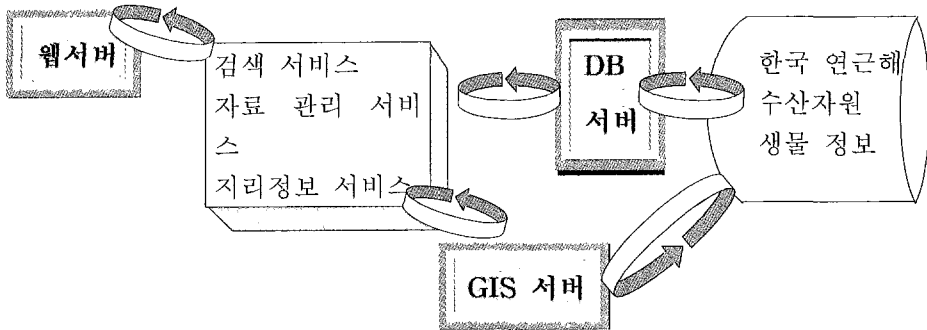 웹서버
검색 서비스
자료 관리 서비
스
지리정보 서비스
DB
서버
한국 연근해
수산자원
생물 정보
GIS 서버